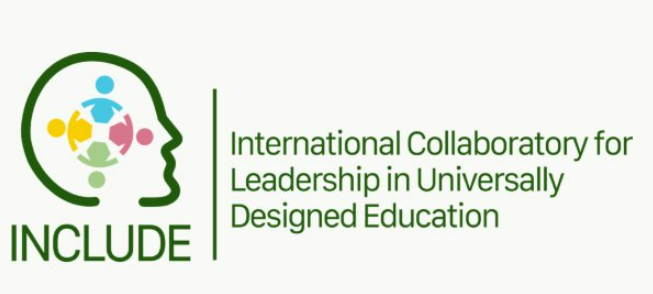 INCLUDE
International Collaboratory for
Leadership in Universally
Designed Education